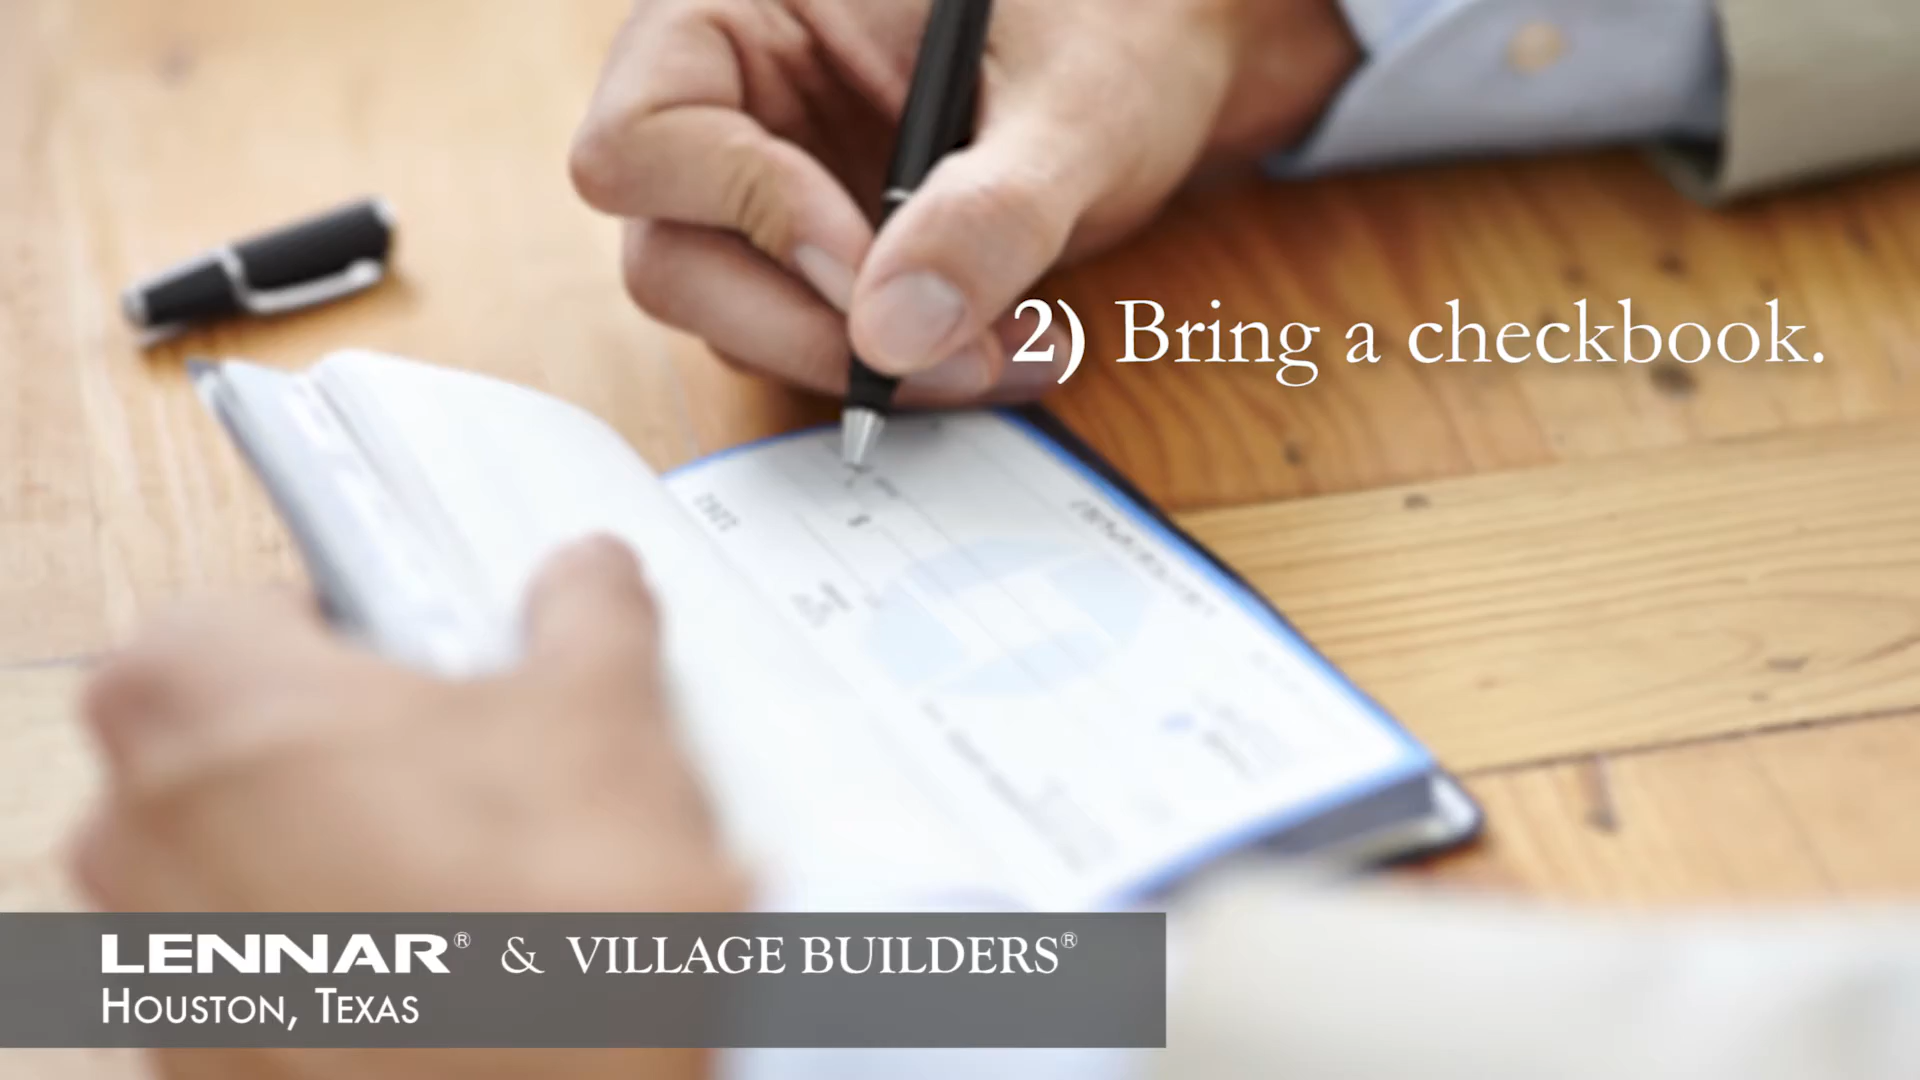 2) Bring a checkbook.
LENNAR® & VILLAGE BUILDERS®
HOUSTON, TEXAS